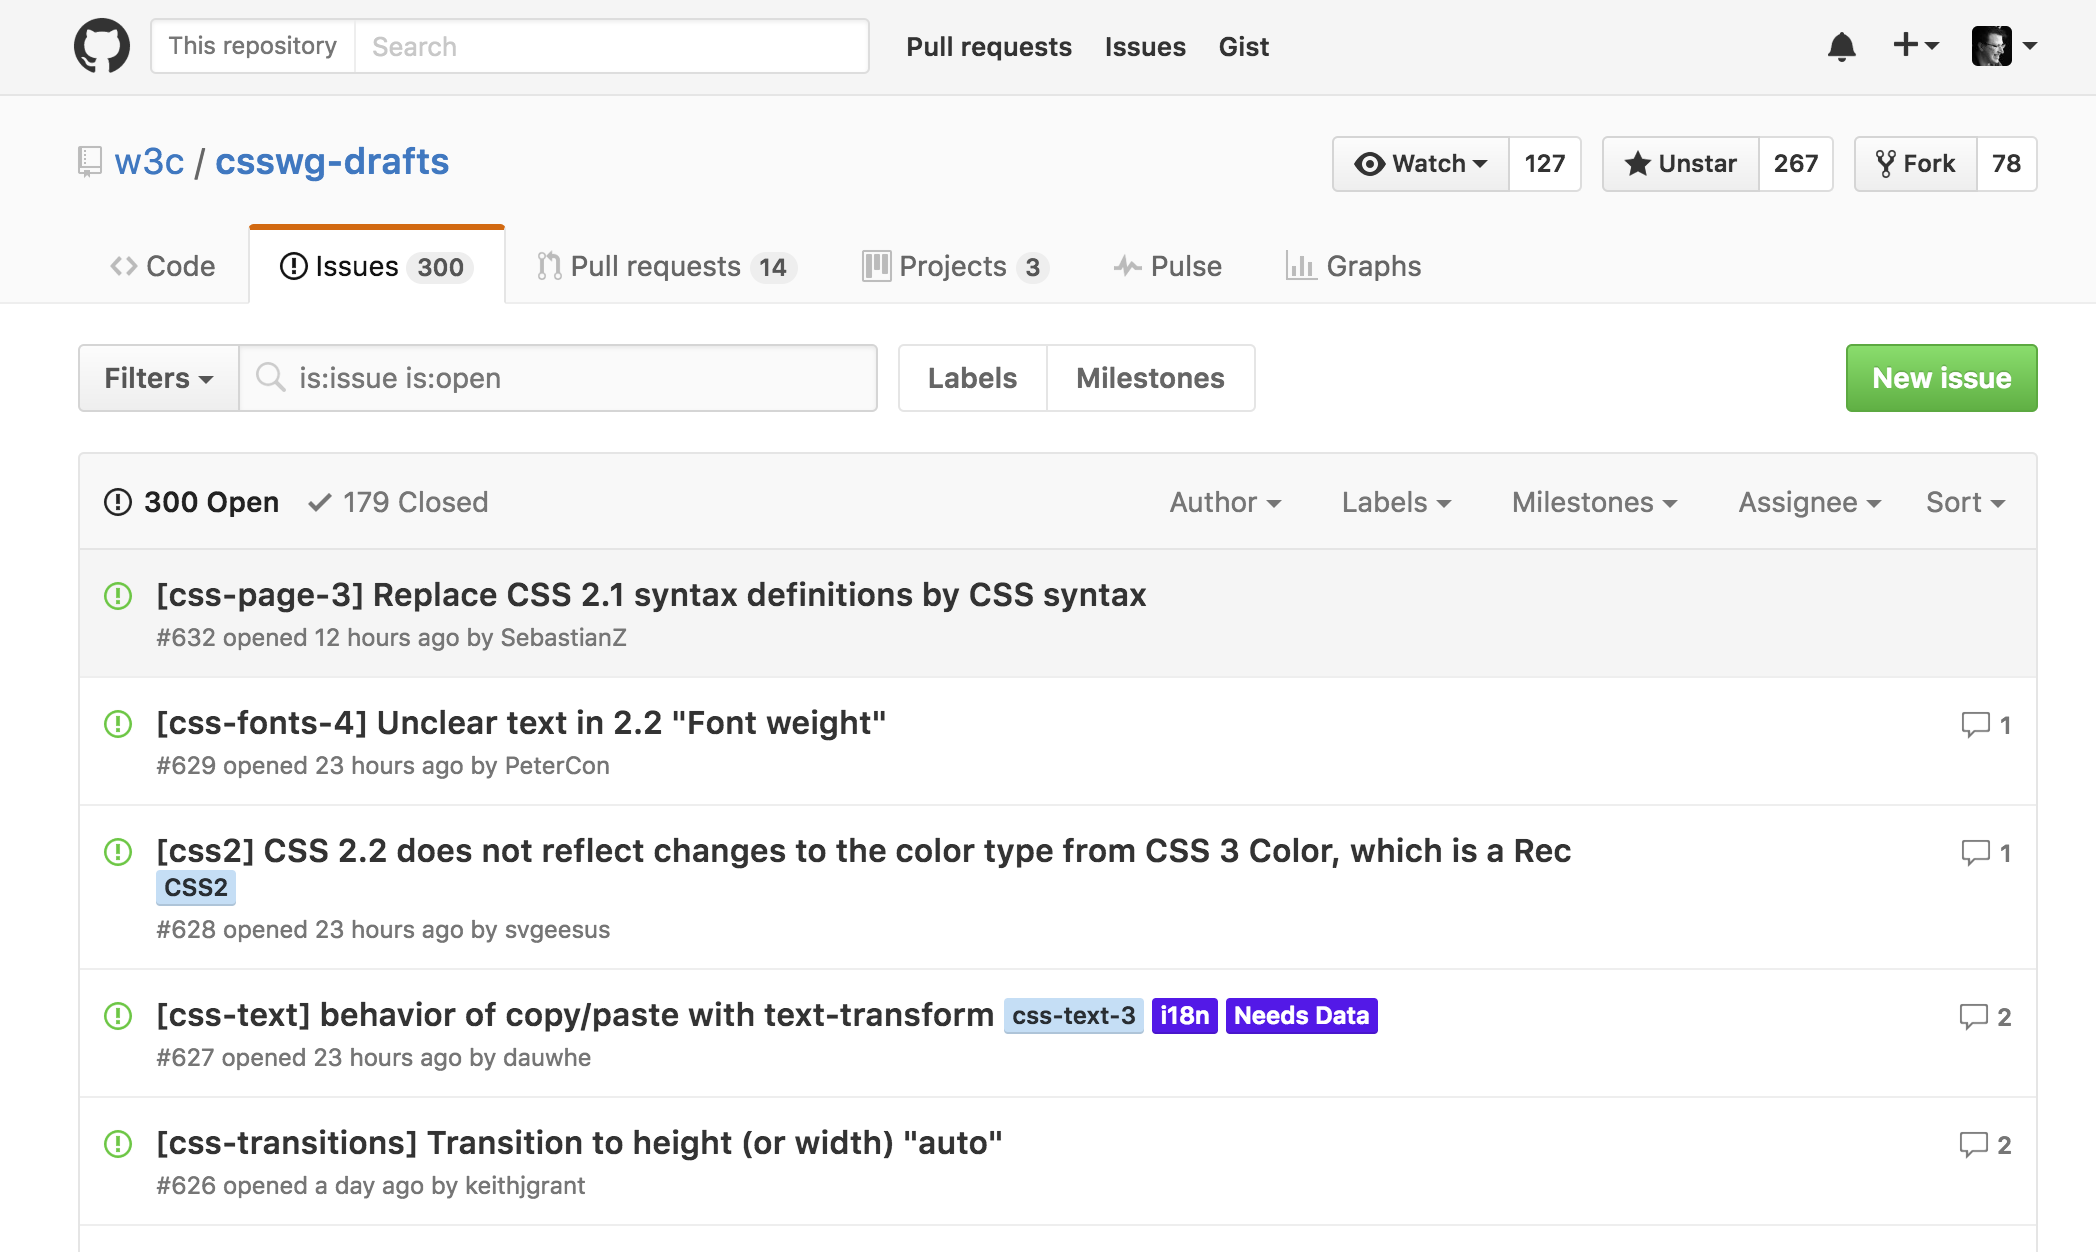 This repository Search Pull requests Issues Gist
w3c / csswg-drafts Watch 127 Unstar 267 Fork 78
Code Issues 300 Pull requests 14 Projects 3 Pulse Graphs
Filters is:issue is:open Labels Milestones New issue
300 Open 179 Closed Author Labels Milestones Assignee Sort
[css-page-3] Replace CSS 2.1 syntax definitions by CSS syntax
#632 opened 12 hours ago by SebastianZ
[css-fonts-4] Unclear text in 2.2 "Font weight" 1
#629 opened 23 hours ago by PeterCon
[css2] CSS 2.2 does not reflect changes to the color type from CSS 3 Color, which is a Rec 1
CSS2
#628 opened 23 hours ago by svgeesus
[css-text] behavior of copy/paste with text-transform css-text-3 i18n Needs Data 2
#627 opened 23 hours ago by dauwhe
[css-transitions] Transition to height (or width) "auto" 2
#626 opened a day ago by keithjgrant